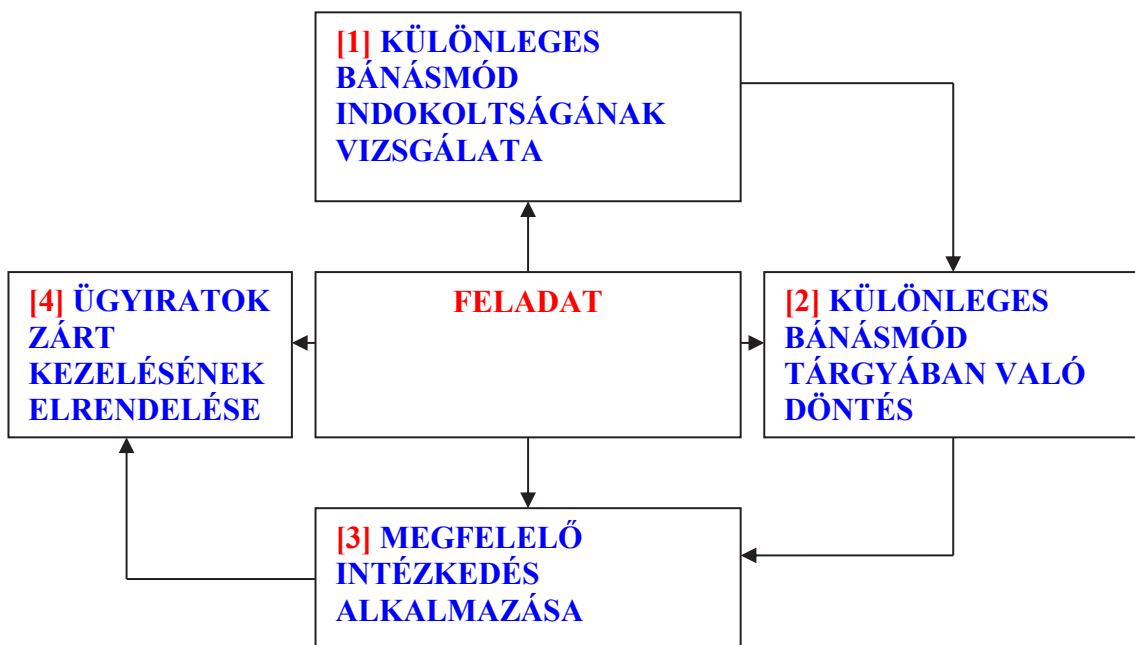 [1] KÜLÖNLEGES
BÁNÁSMÓD
INDOKOLTSÁGÁNAK
VIZSGÁLATA
[4] ÜGYIRATOK
ZÁRT
KEZELÉSÉNEK
ELRENDELÉSE
FELADAT
[2] KÜLÖNLEGES
BÁNÁSMÓD
TÁRGYÁBAN VALÓ
DÖNTÉS
[3] MEGFELELŐ
INTÉZKEDÉS
ALKALMAZÁSA